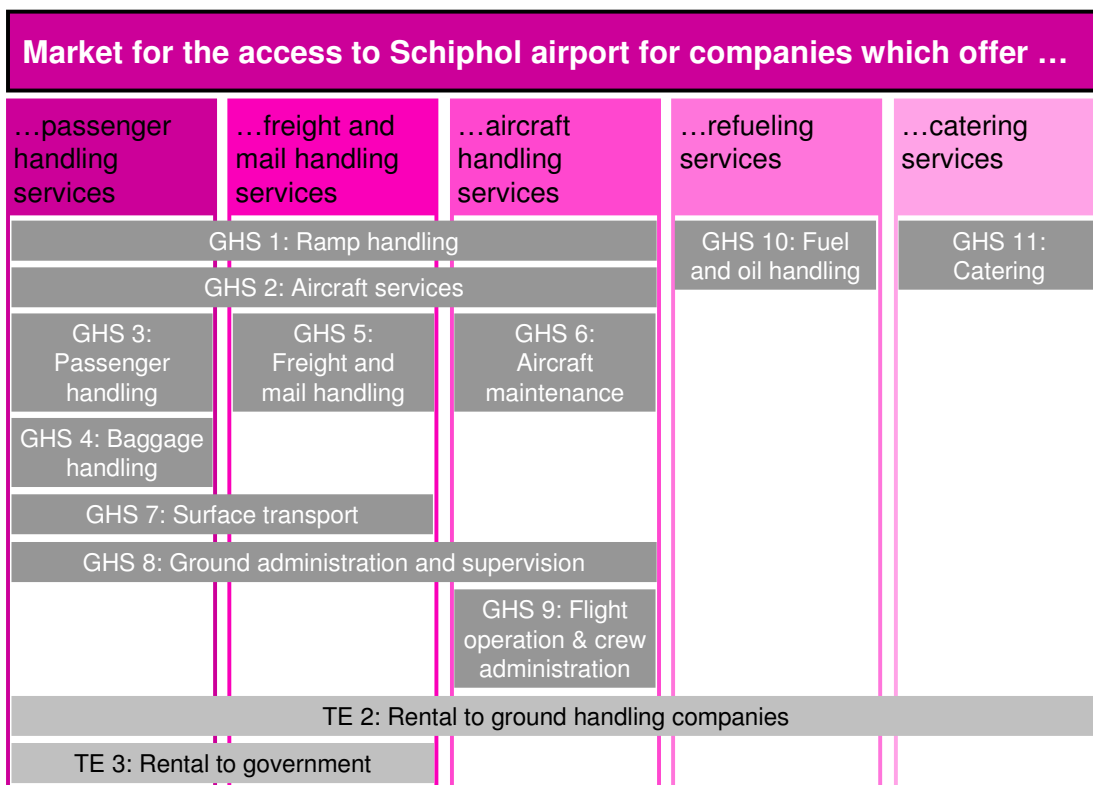 Market for the access to Schiphol airport for companies which offer …
…passenger
handling
services
…freight and
mail handling
services
…aircraft
handling
services
…refueling
services
…catering
services
GHS 1: Ramp handling
GHS 10: Fuel
and oil handling
GHS 11:
Catering
GHS 2: Aircraft services
GHS 3:
Passenger
handling
GHS 5:
Freight and
mail handling
GHS 6:
Aircraft
maintenance
GHS 4: Baggage
handling
GHS 7: Surface transport
GHS 8: Ground administration and supervision
GHS 9: Flight
operation & crew
administration
TE 2: Rental to ground handling companies
TE 3: Rental to government